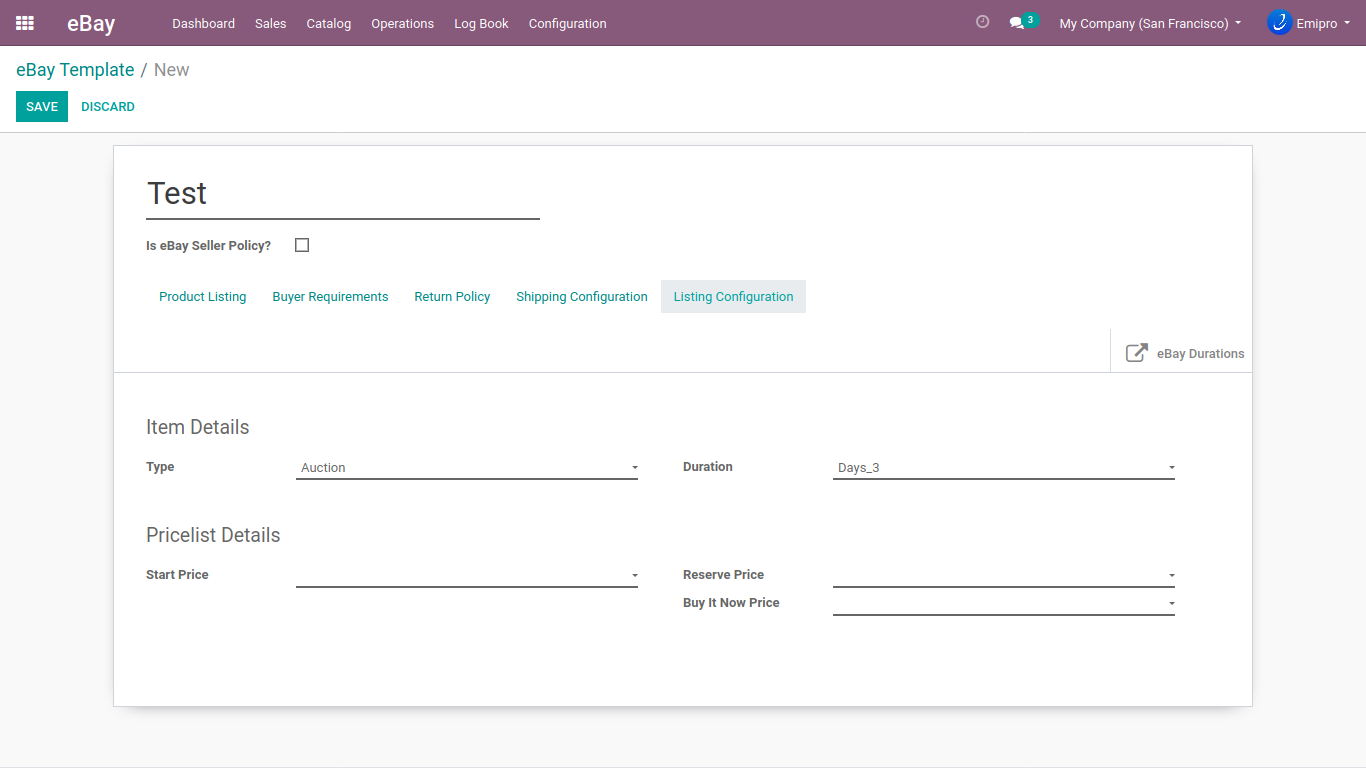 eBay Dashboard Sales Catalog Operations Log Book Configuration 3 My Company (San Francisco) Emipro
eBay Template / New
SAVE DISCARD
Test
Is eBay Seller Policy?
Product Listing Buyer Requirements Return Policy Shipping Configuration Listing Configuration
eBay Durations
Item Details
Type Auction Duration Days_3
Pricelist Details
Start Price Reserve Price
Buy It Now Price